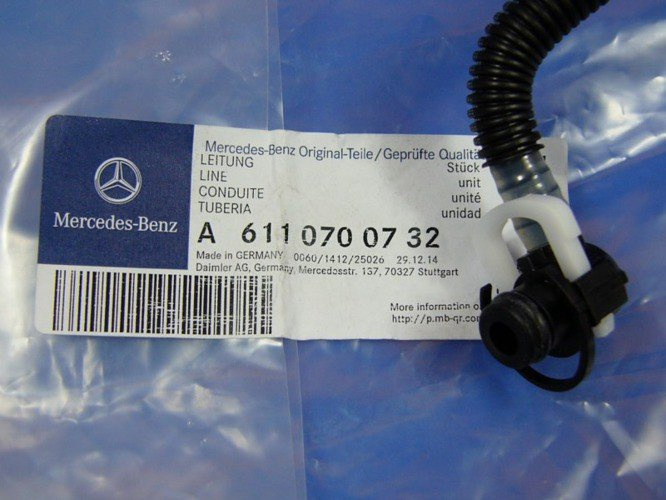 Mercedes-Benz
Mercedes-Benz Original-Teile/Geprüfte Qualitä
LEITUNG
LINE
CONDUITE
TUBERIA
Stück
unit
unité
unidad
A 611 070 07 32
Made in GERMANY 0060/1412/25026 29.12.14
Daimler AG, Germany, Mercedesstr. 137, 70327 Stuttgart
More information o
http://p.mb-qr.com